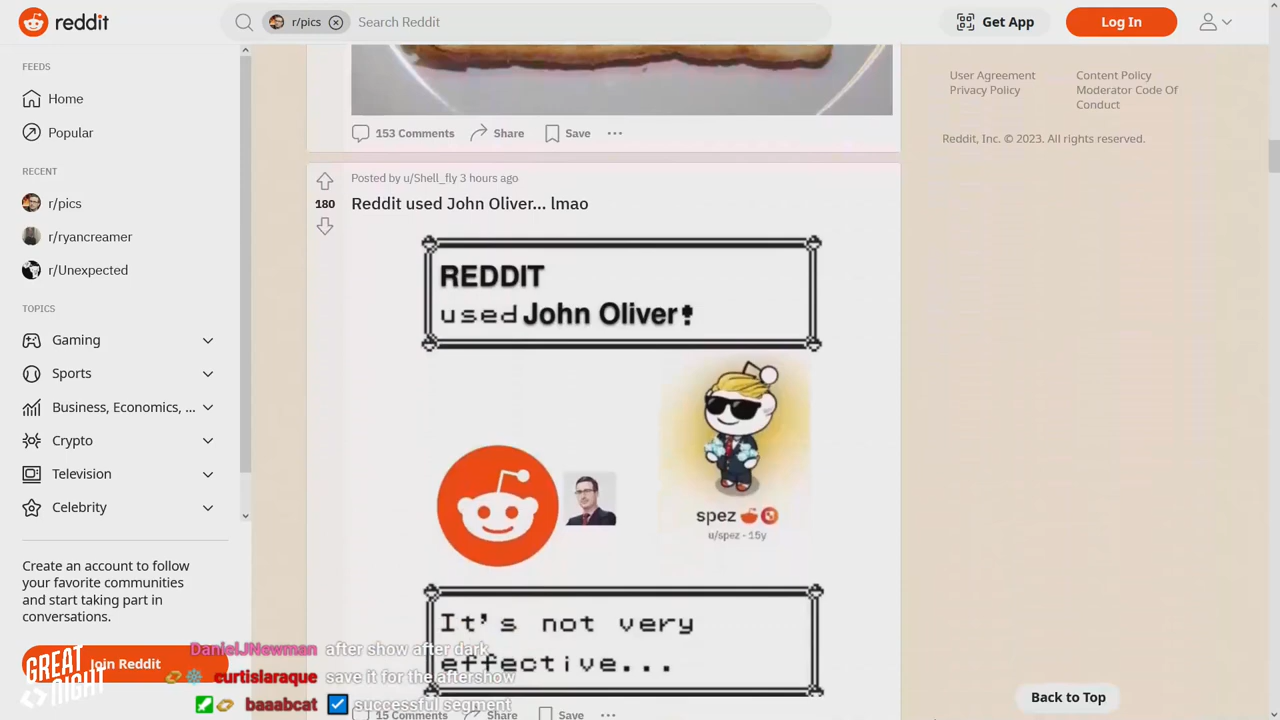 reddit
r/pics
Search Reddit
Get App
Log In
FEEDS
Home
Popular
RECENT
r/pics
r/ryancreamer
r/Unexpected
TOPICS
Gaming
Sports
Business, Economics, ...
Crypto
Television
Celebrity
Create an account to follow
your favorite communities
and start taking part in
conversations.
Join Reddit
GREAT
NIGHT
153 Comments
Share
Save
Posted by u/Shell_fly 3 hours ago
180
Reddit used John Oliver... lmao
REDDIT
used John Oliver!
spez
u/spez · 15y
It's not very
effective...
15 Comments
Share
Save
DanielJNewman after show after dark
curtislaraque save it for the aftershow
baaabcat successful segment
User Agreement
Privacy Policy
Content Policy
Moderator Code Of
Conduct
Reddit, Inc. © 2023. All rights reserved.
Back to Top